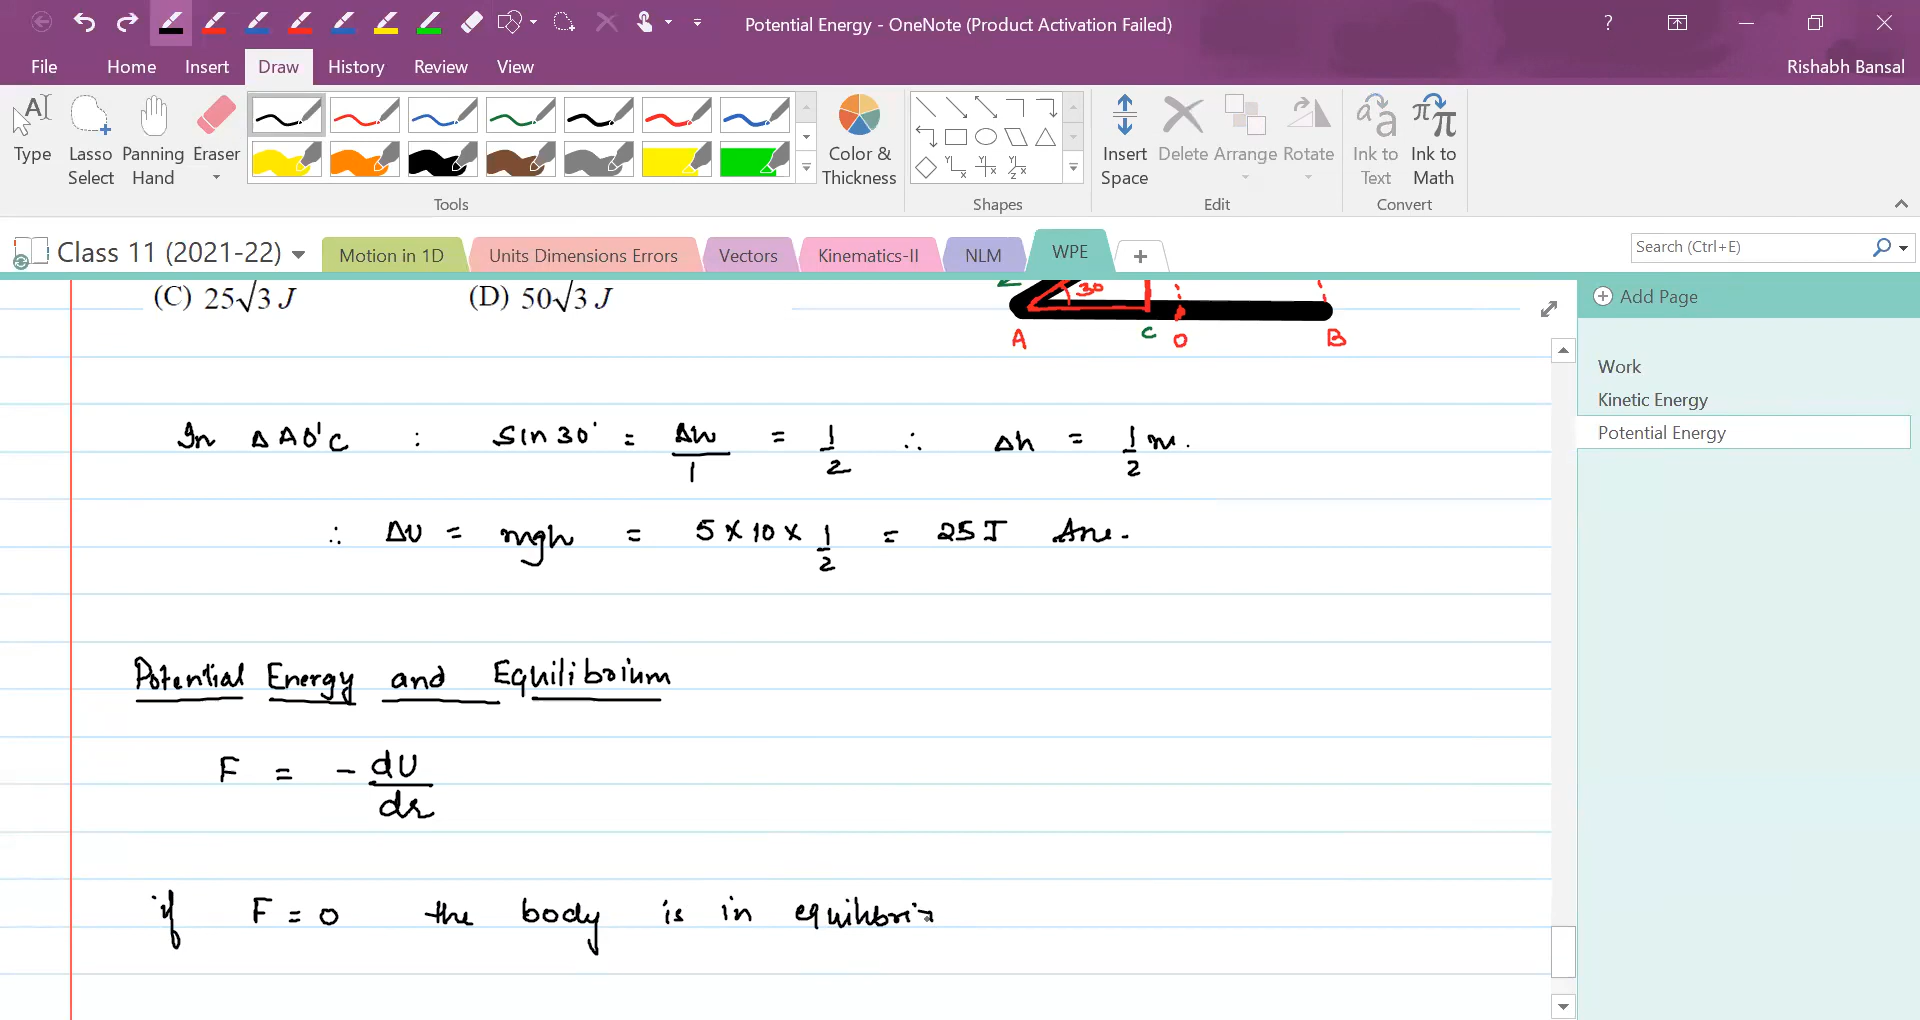 Potential Energy - OneNote (Product Activation Failed)
?
File Home Insert Draw History Review View
Rishabh Bansal
Type
Lasso Select
Panning Hand
Eraser
Color & Thickness
Insert Space
Delete
Arrange
Rotate
Ink to Text
Ink to Math
Tools
Shapes
Edit
Convert
Class 11 (2021-22)
Motion in 1D
Units Dimensions Errors
Vectors
Kinematics-II
NLM
WPE
+
Search (Ctrl+E)
Add Page
Work
Kinetic Energy
Potential Energy
(C) 25√3 J (D) 50√3 J
30
A C O B
In Δ AO'C : Sin 30° = Δh/1 = 1/2 ∴ Δh = 1/2 m.
∴ ΔU = mgh = 5 × 10 × 1/2 = 25 J Ans.
Potential Energy and Equilibrium
F = - dU/dr
if F = 0 the body is in equilibri